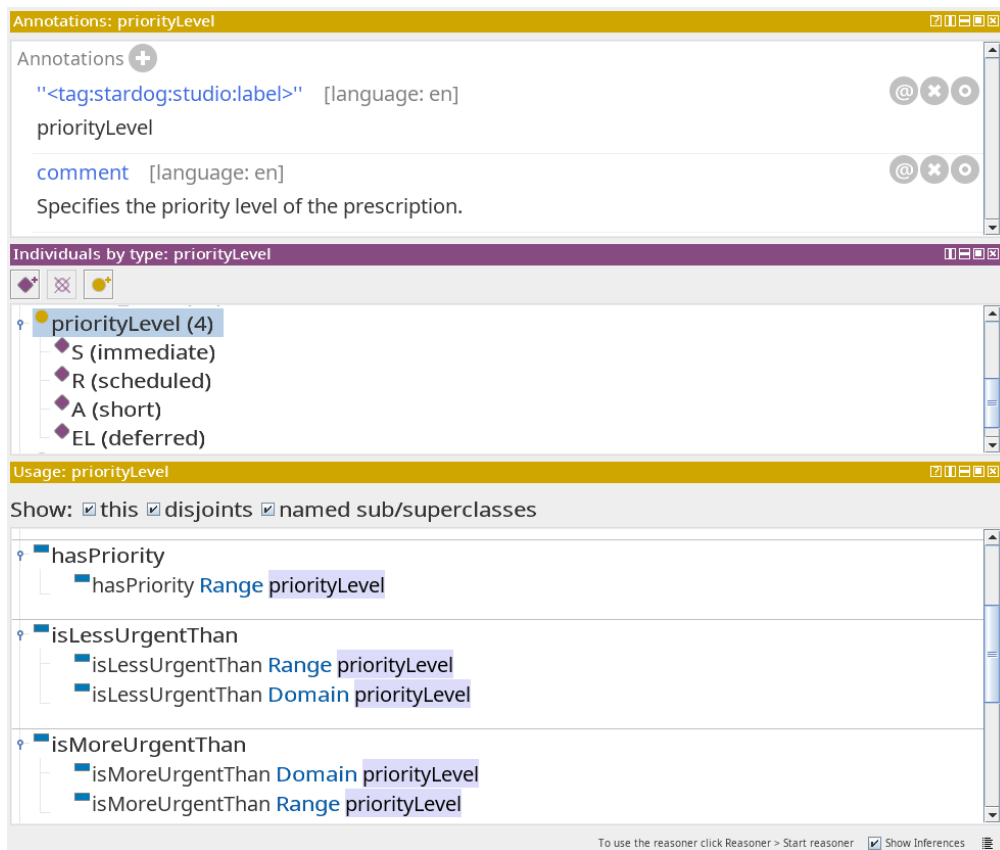 Annotations: priorityLevel
Annotations
''<tag:stardog:studio:label>'' [language: en]
priorityLevel
comment [language: en]
Specifies the priority level of the prescription.
Individuals by type: priorityLevel
priorityLevel (4)
S (immediate)
R (scheduled)
A (short)
EL (deferred)
Usage: priorityLevel
Show: this disjoints named sub/superclasses
hasPriority
hasPriority Range priorityLevel
isLessUrgentThan
isLessUrgentThan Range priorityLevel
isLessUrgentThan Domain priorityLevel
isMoreUrgentThan
isMoreUrgentThan Domain priorityLevel
isMoreUrgentThan Range priorityLevel
To use the reasoner click Reasoner > Start reasoner Show Inferences